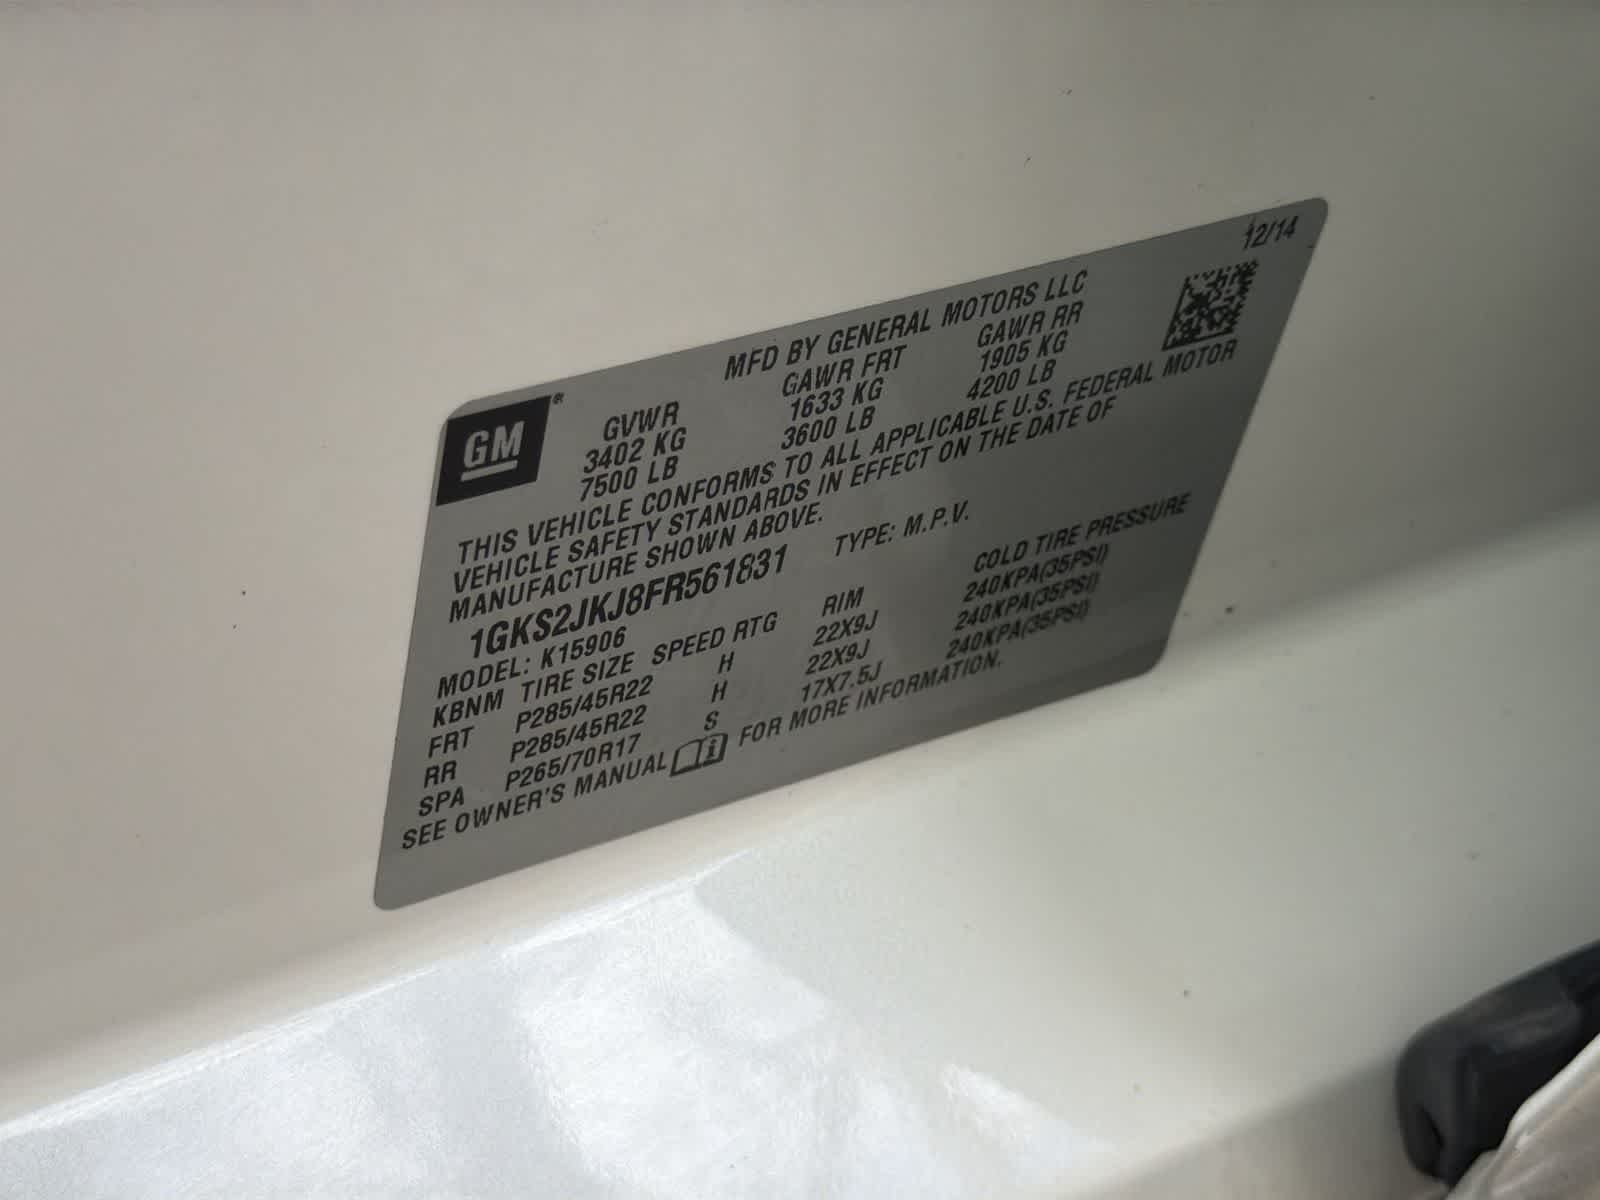 12/14
MFD BY GENERAL MOTORS LLC
GM®
GVWR GAWR FRT GAWR RR
3402 KG 1633 KG 1905 KG
7500 LB 3600 LB 4200 LB
THIS VEHICLE CONFORMS TO ALL APPLICABLE U.S. FEDERAL MOTOR
VEHICLE SAFETY STANDARDS IN EFFECT ON THE DATE OF
MANUFACTURE SHOWN ABOVE.
1GKS2JKJ8FR561831 TYPE: M.P.V.
MODEL: K15906
KBNM TIRE SIZE SPEED RTG RIM COLD TIRE PRESSURE
FRT P285/45R22 H 22X9J 240KPA(35PSI)
RR P285/45R22 H 22X9J 240KPA(35PSI)
SPA P265/70R17 S 17X7.5J 240KPA(35PSI)
SEE OWNER'S MANUAL i FOR MORE INFORMATION.